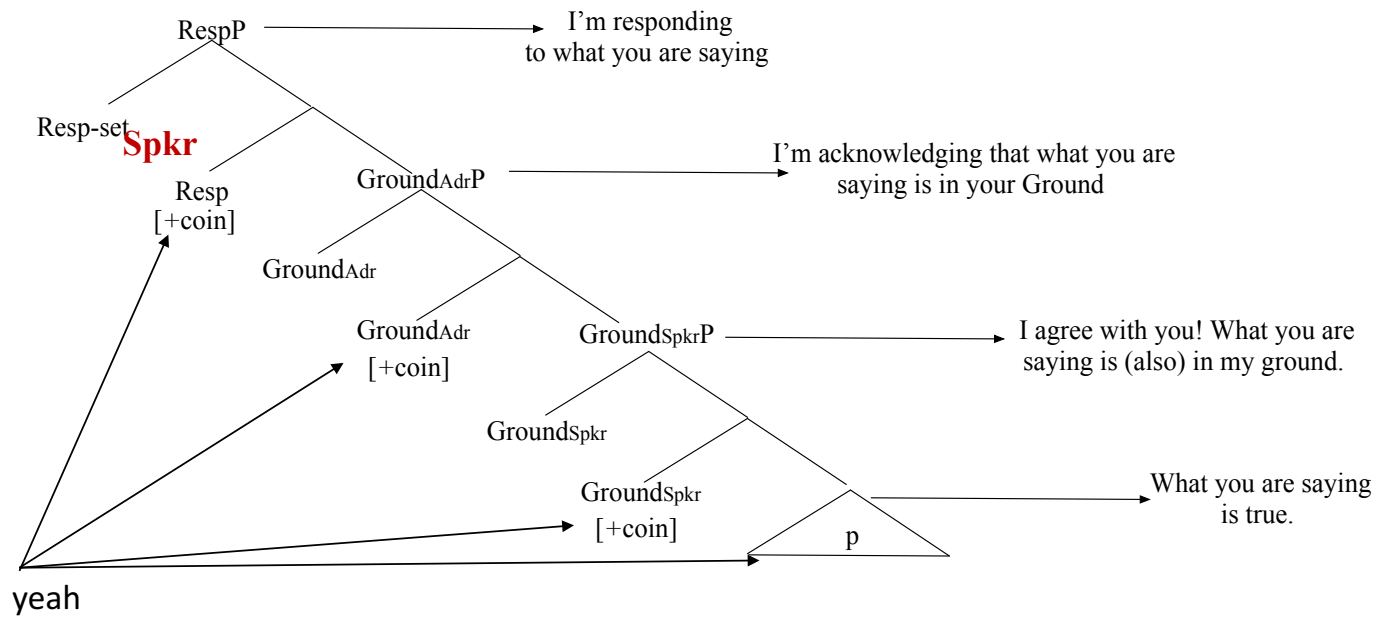 RespP
I’m responding
to what you are saying
Resp-set
Spkr
Resp
[+coin]
GroundAdrP
I’m acknowledging that what you are
saying is in your Ground
GroundAdr
GroundAdr
[+coin]
GroundSpkrP
I agree with you! What you are
saying is (also) in my ground.
GroundSpkr
GroundSpkr
[+coin]
p
What you are saying
is true.
yeah